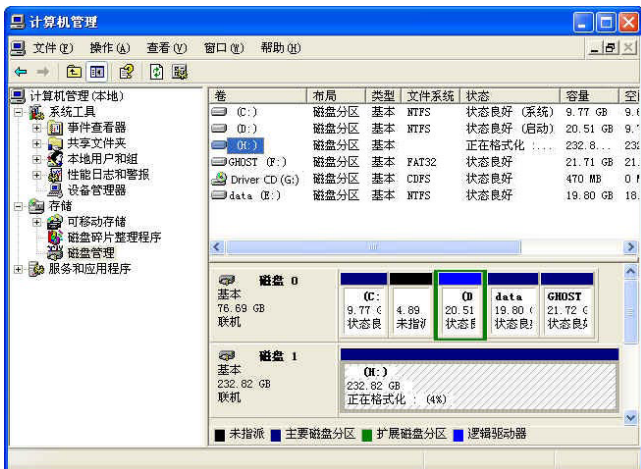 计算机管理
文件(F) 操作(A) 查看(V) 窗口(W) 帮助(H)
计算机管理(本地)
系统工具
事件查看器
共享文件夹
本地用户和组
性能日志和警报
设备管理器
存储
可移动存储
磁盘碎片整理程序
磁盘管理
服务和应用程序
卷 布局 类型 文件系统 状态 容量
(C:) 磁盘分区 基本 NTFS 状态良好 (系统) 9.77 GB
(D:) 磁盘分区 基本 NTFS 状态良好 (启动) 20.51 GB
(H:) 磁盘分区 基本 正在格式化 : ... 232.8...
GHOST (F:) 磁盘分区 基本 FAT32 状态良好 21.71 GB
Driver CD (G:) 磁盘分区 基本 CDFS 状态良好 470 MB
data (E:) 磁盘分区 基本 NTFS 状态良好 19.80 GB
磁盘 0
基本
76.69 GB
联机
(C:
9.77
状态良
4.89
未指
(D
20.51
状态
data
19.80
状态良
GHOST
21.72
状态良
磁盘 1
基本
232.82 GB
联机
(H:)
232.82 GB
正在格式化 : (4%)
未指派 主要磁盘分区 扩展磁盘分区 逻辑驱动器